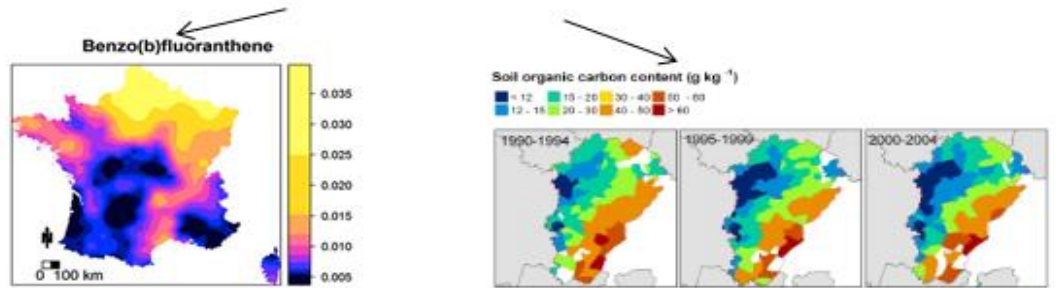 Benzo(b)fluoranthene
0.035
0.030
0.025
0.020
0.015
0.010
0.005
N
0 100 km
Soil organic carbon content (g kg⁻¹)
< 12 15 - 20 30 - 40 50 - 60
12 - 15 20 - 30 40 - 50 > 60
1990-1994 1995-1999 2000-2004